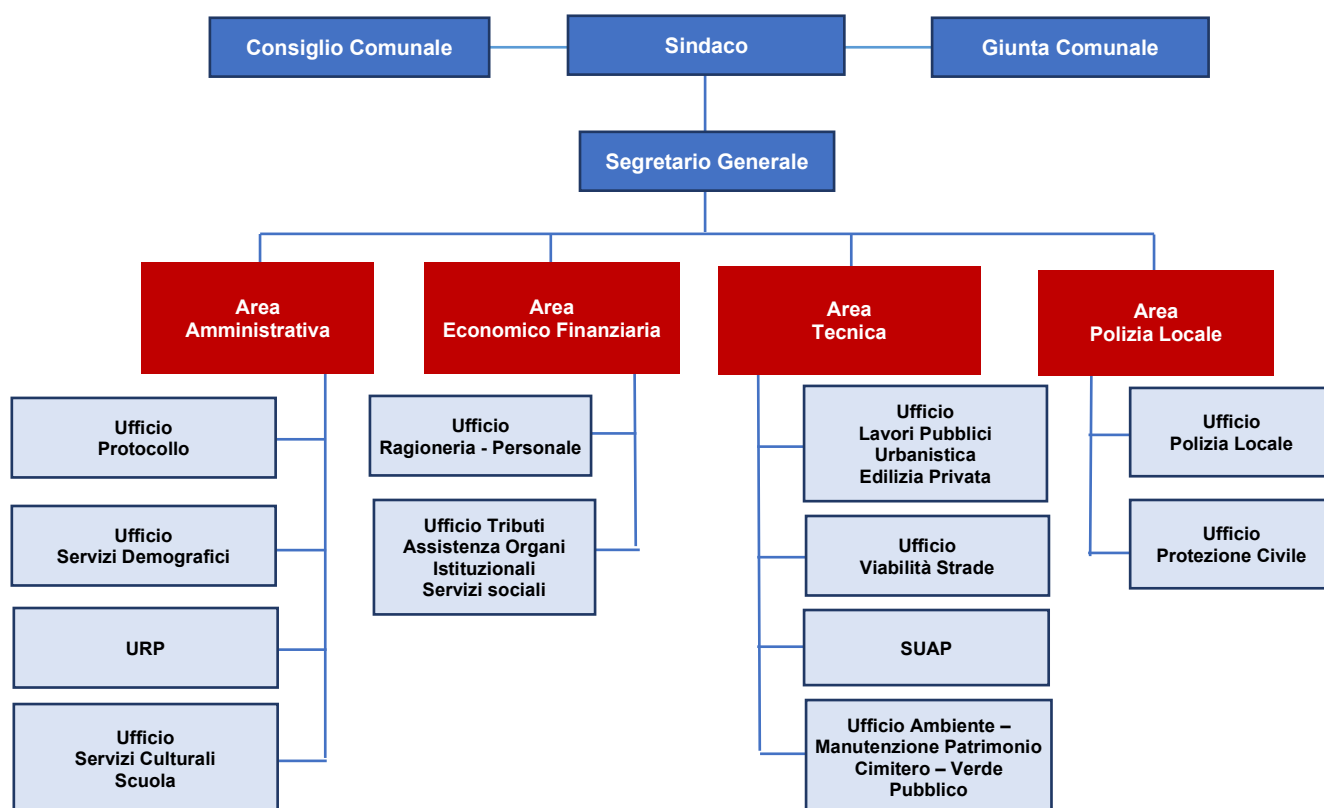 Consiglio Comunale
Sindaco
Giunta Comunale
Segretario Generale
Area
Amministrativa
Area
Economico Finanziaria
Area
Tecnica
Area
Polizia Locale
Ufficio
Protocollo
Ufficio
Servizi Demografici
URP
Ufficio
Servizi Culturali
Scuola
Ufficio
Ragioneria - Personale
Ufficio Tributi
Assistenza Organi
Istituzionali
Servizi sociali
Ufficio
Lavori Pubblici
Urbanistica
Edilizia Privata
Ufficio
Viabilità Strade
SUAP
Ufficio Ambiente –
Manutenzione Patrimonio
Cimitero – Verde
Pubblico
Ufficio
Polizia Locale
Ufficio
Protezione Civile